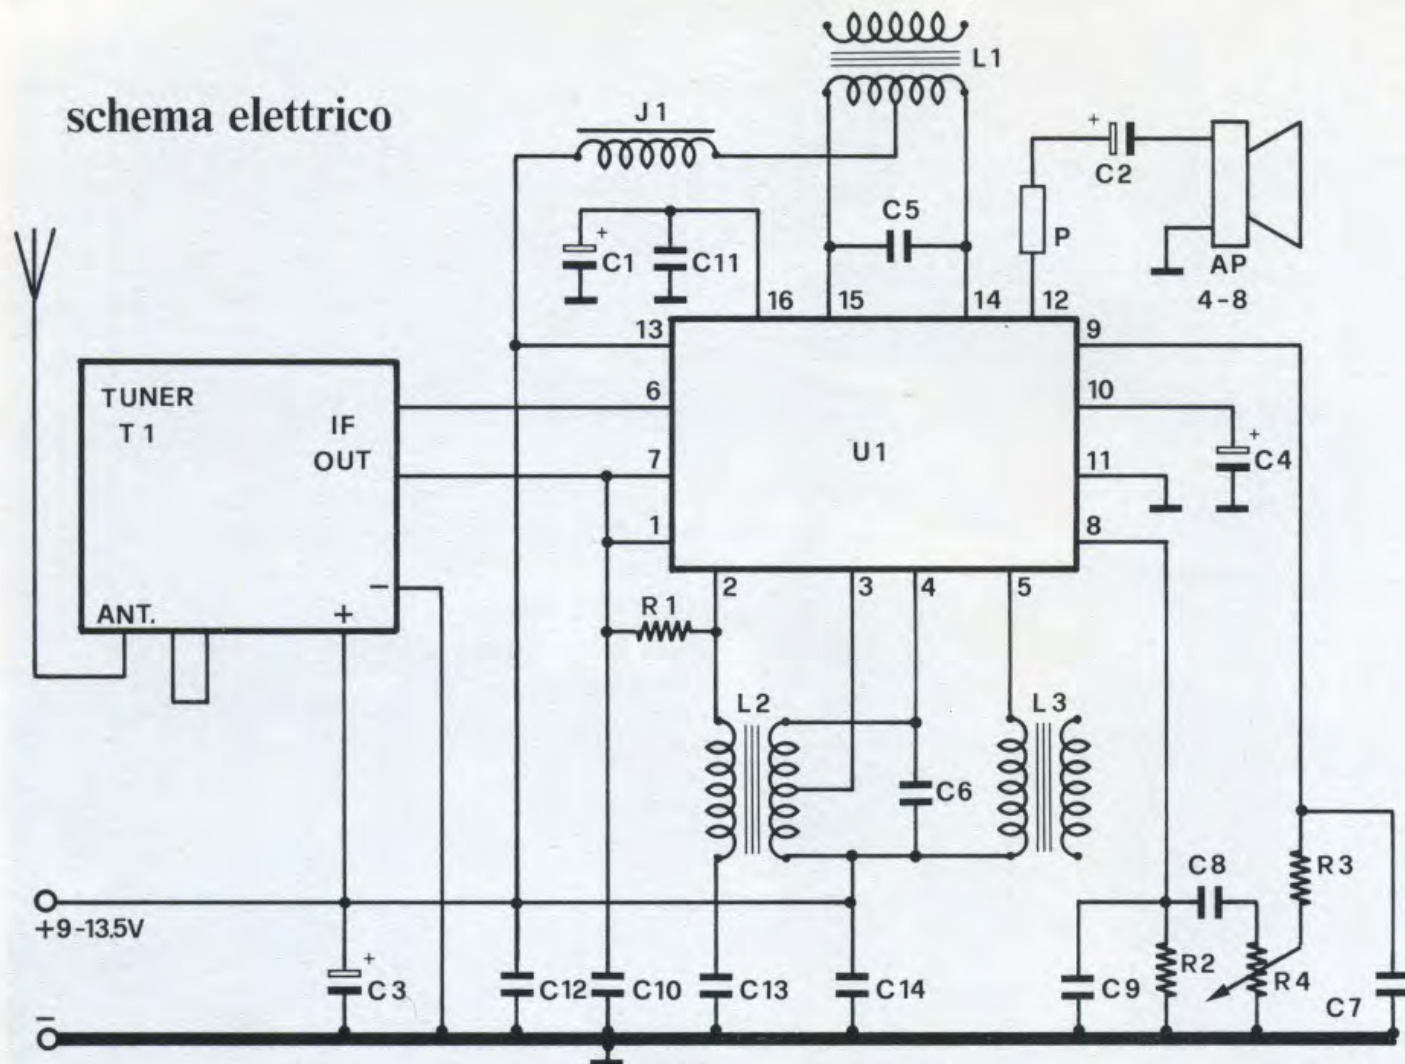 schema elettrico
L1
J1
+
C2
C5
P
AP
4-8
+
C1
C11
16
15
14
12
13
9
6
10
7
11
1
8
TUNER
T1
IF
OUT
U1
+
C4
ANT.
+
−
2
3
4
5
R1
L2
L3
C6
C8
R3
+9-13.5V
+
C3
C12
C10
C13
C14
C9
R2
R4
C7
−